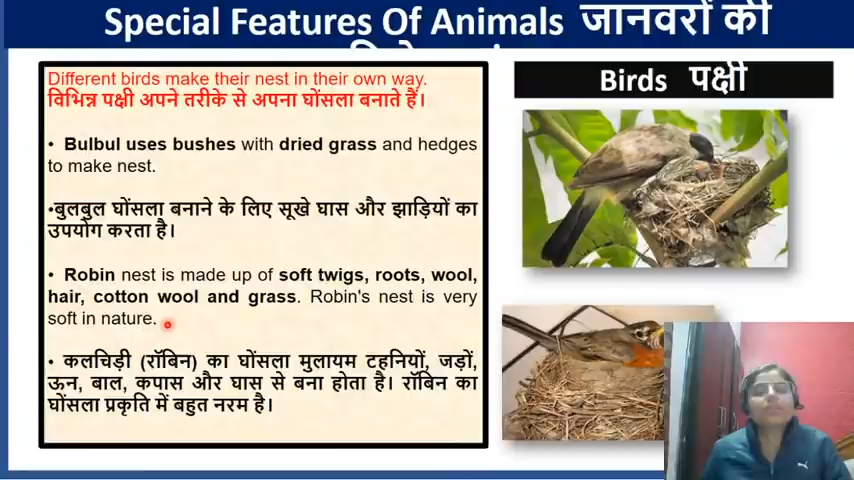 Special Features Of Animals जानवरों की
Different birds make their nest in their own way.
विभिन्न पक्षी अपने तरीके से अपना घोंसला बनाते हैं।
• Bulbul uses bushes with dried grass and hedges
to make nest.
•बुलबुल घोंसला बनाने के लिए सूखे घास और झाड़ियों का
उपयोग करता है।
• Robin nest is made up of soft twigs, roots, wool,
hair, cotton wool and grass. Robin's nest is very
soft in nature.
• कलचिड़ी (रॉबिन) का घोंसला मुलायम टहनियों, जड़ों,
ऊन, बाल, कपास और घास से बना होता है। रॉबिन का
घोंसला प्रकृति में बहुत नरम है।
Birds पक्षी